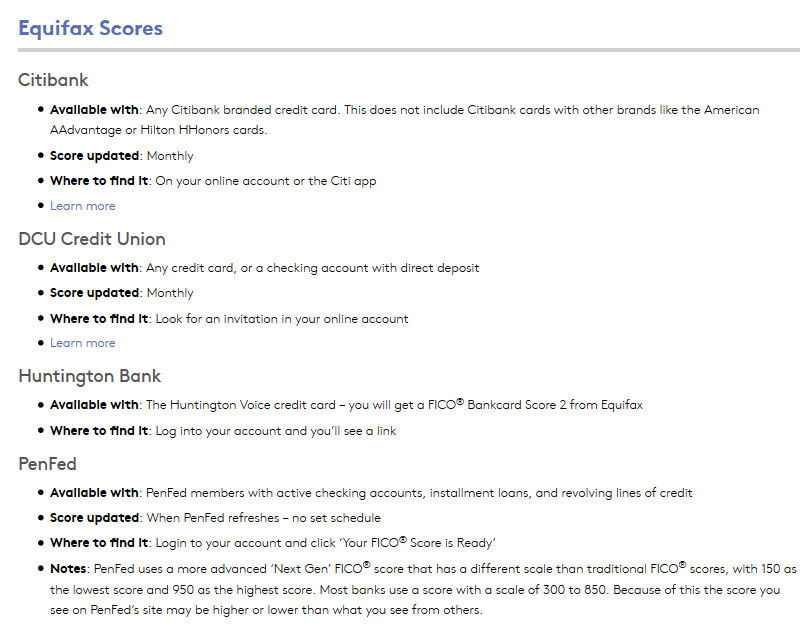 Equifax Scores
Citibank
• Available with: Any Citibank branded credit card. This does not include Citibank cards with other brands like the American
AAdvantage or Hilton HHonors cards.
• Score updated: Monthly
• Where to find It: On your online account or the Citi app
• Learn more
DCU Credit Union
• Available with: Any credit card, or a checking account with direct deposit
• Score updated: Monthly
• Where to find It: Look for an invitation in your online account
• Learn more
Huntington Bank
• Available with: The Huntington Voice credit card – you will get a FICO® Bankcard Score 2 from Equifax
• Where to find It: Log into your account and you’ll see a link
PenFed
• Available with: PenFed members with active checking accounts, installment loans, and revolving lines of credit
• Score updated: When PenFed refreshes – no set schedule
• Where to find It: Login to your account and click ‘Your FICO® Score is Ready’
• Notes: PenFed uses a more advanced ‘Next Gen’ FICO® score that has a different scale than traditional FICO® scores, with 150 as
the lowest score and 950 as the highest score. Most banks use a score with a scale of 300 to 850. Because of this the score you
see on PenFed’s site may be higher or lower than what you see from others.